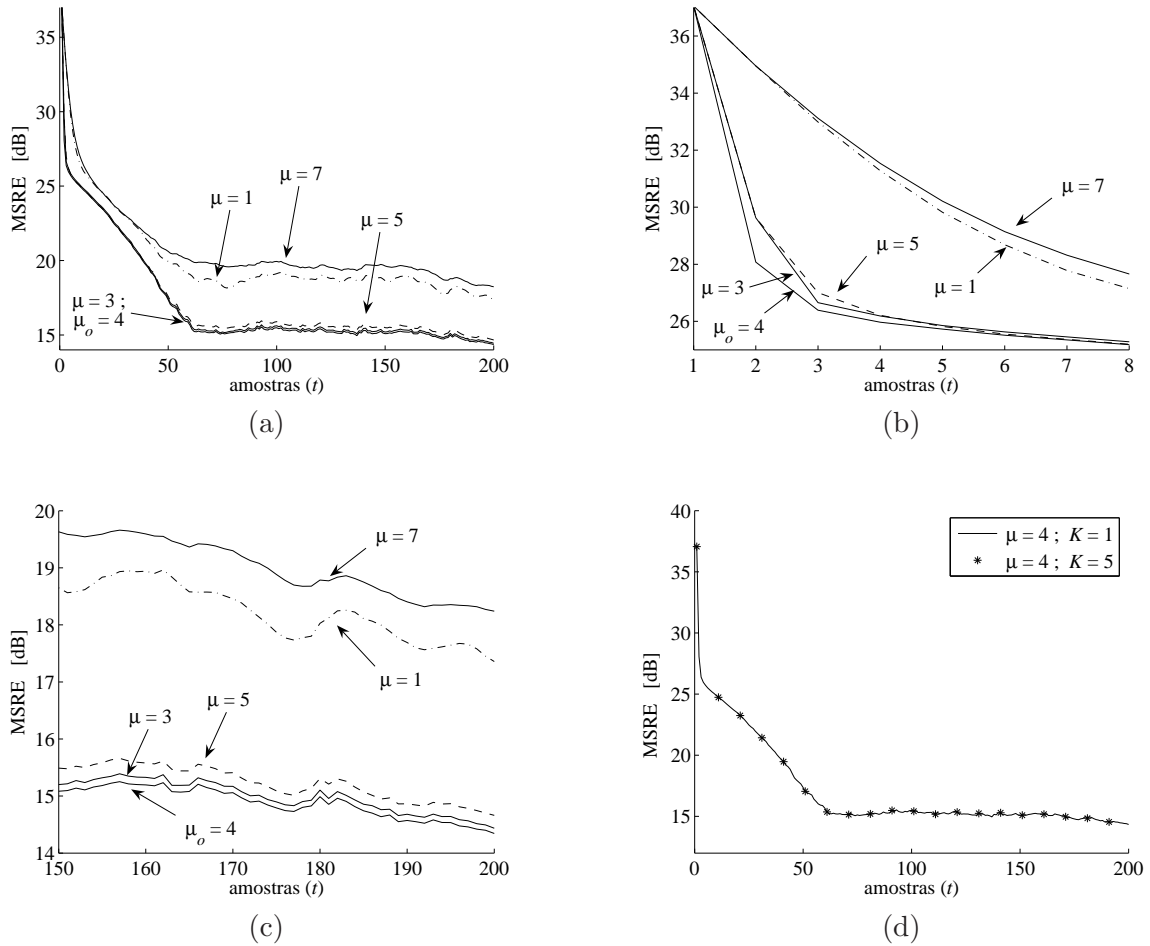 MSRE [dB]
35
30
25
20
15
μ = 7
μ = 1
μ = 5
μ = 3 ;
μo = 4
0
50
100
150
200
amostras (t)
(a)
MSRE [dB]
36
34
32
30
28
26
μ = 7
μ = 5
μ = 3
μ = 1
μo = 4
1
2
3
4
5
6
7
8
amostras (t)
(b)
MSRE [dB]
20
19
18
17
16
15
14
μ = 7
μ = 1
μ = 5
μ = 3
μo = 4
150
160
170
180
190
200
amostras (t)
(c)
MSRE [dB]
40
35
30
25
20
15
μ = 4 ; K = 1
μ = 4 ; K = 5
0
50
100
150
200
amostras (t)
(d)